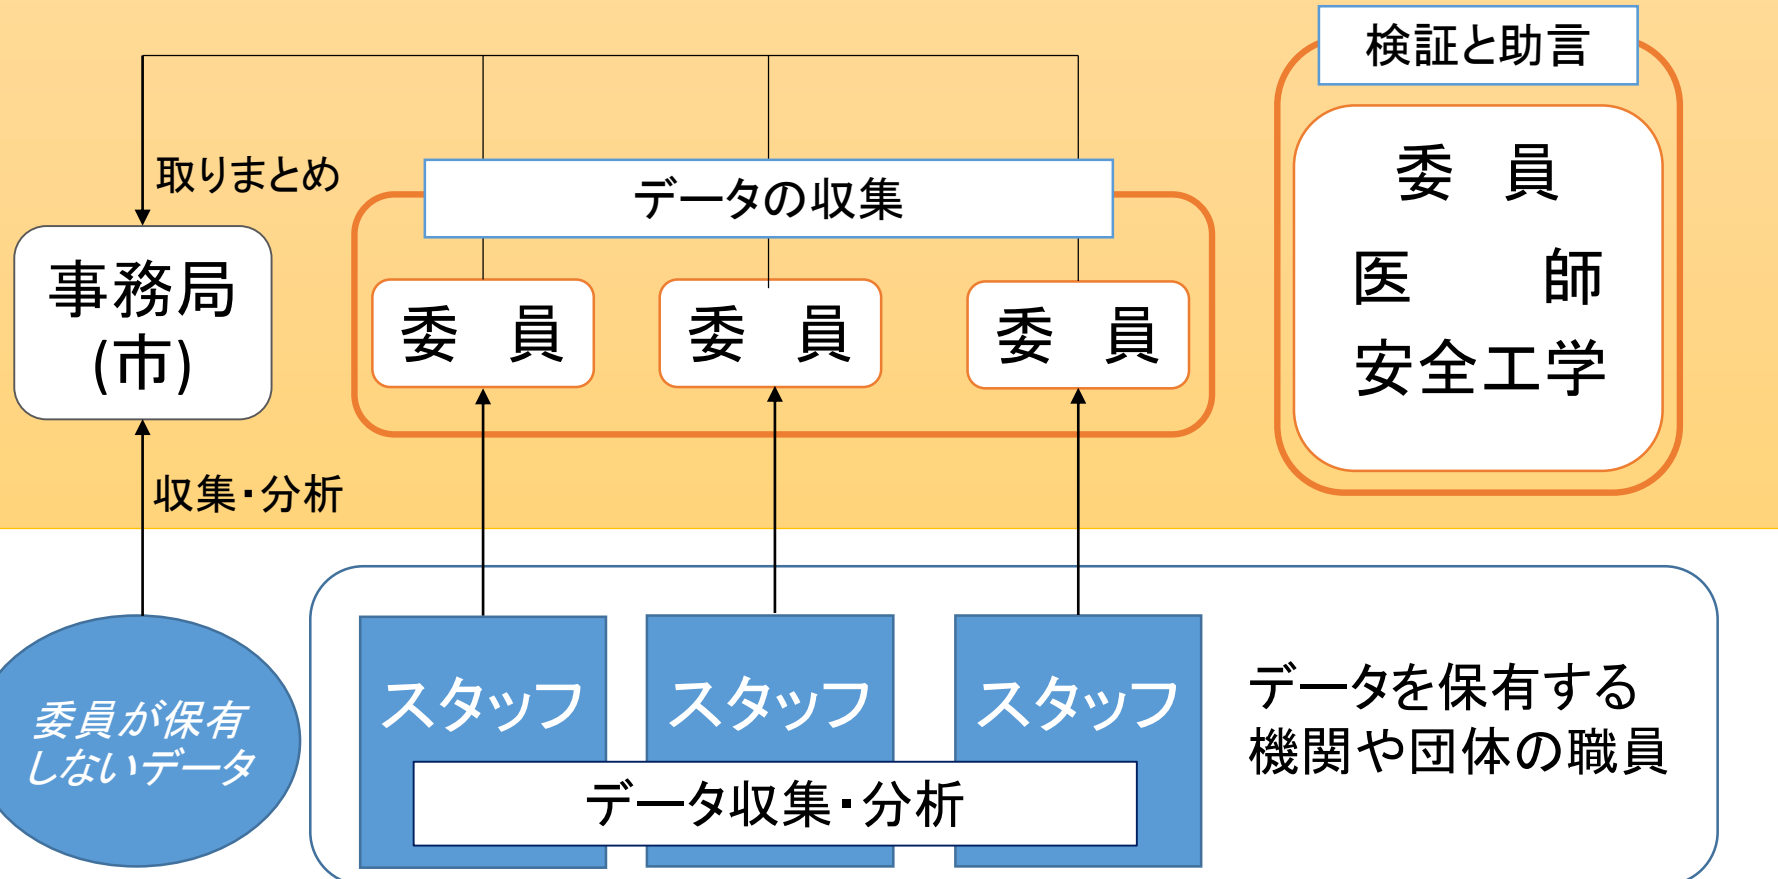 検証と助言
委　員
医　　師
安全工学
取りまとめ
データの収集
事務局
(市)
委　員
委　員
委　員
収集・分析
委員が保有
しないデータ
スタッフ
スタッフ
スタッフ
データ収集・分析
データを保有する
機関や団体の職員